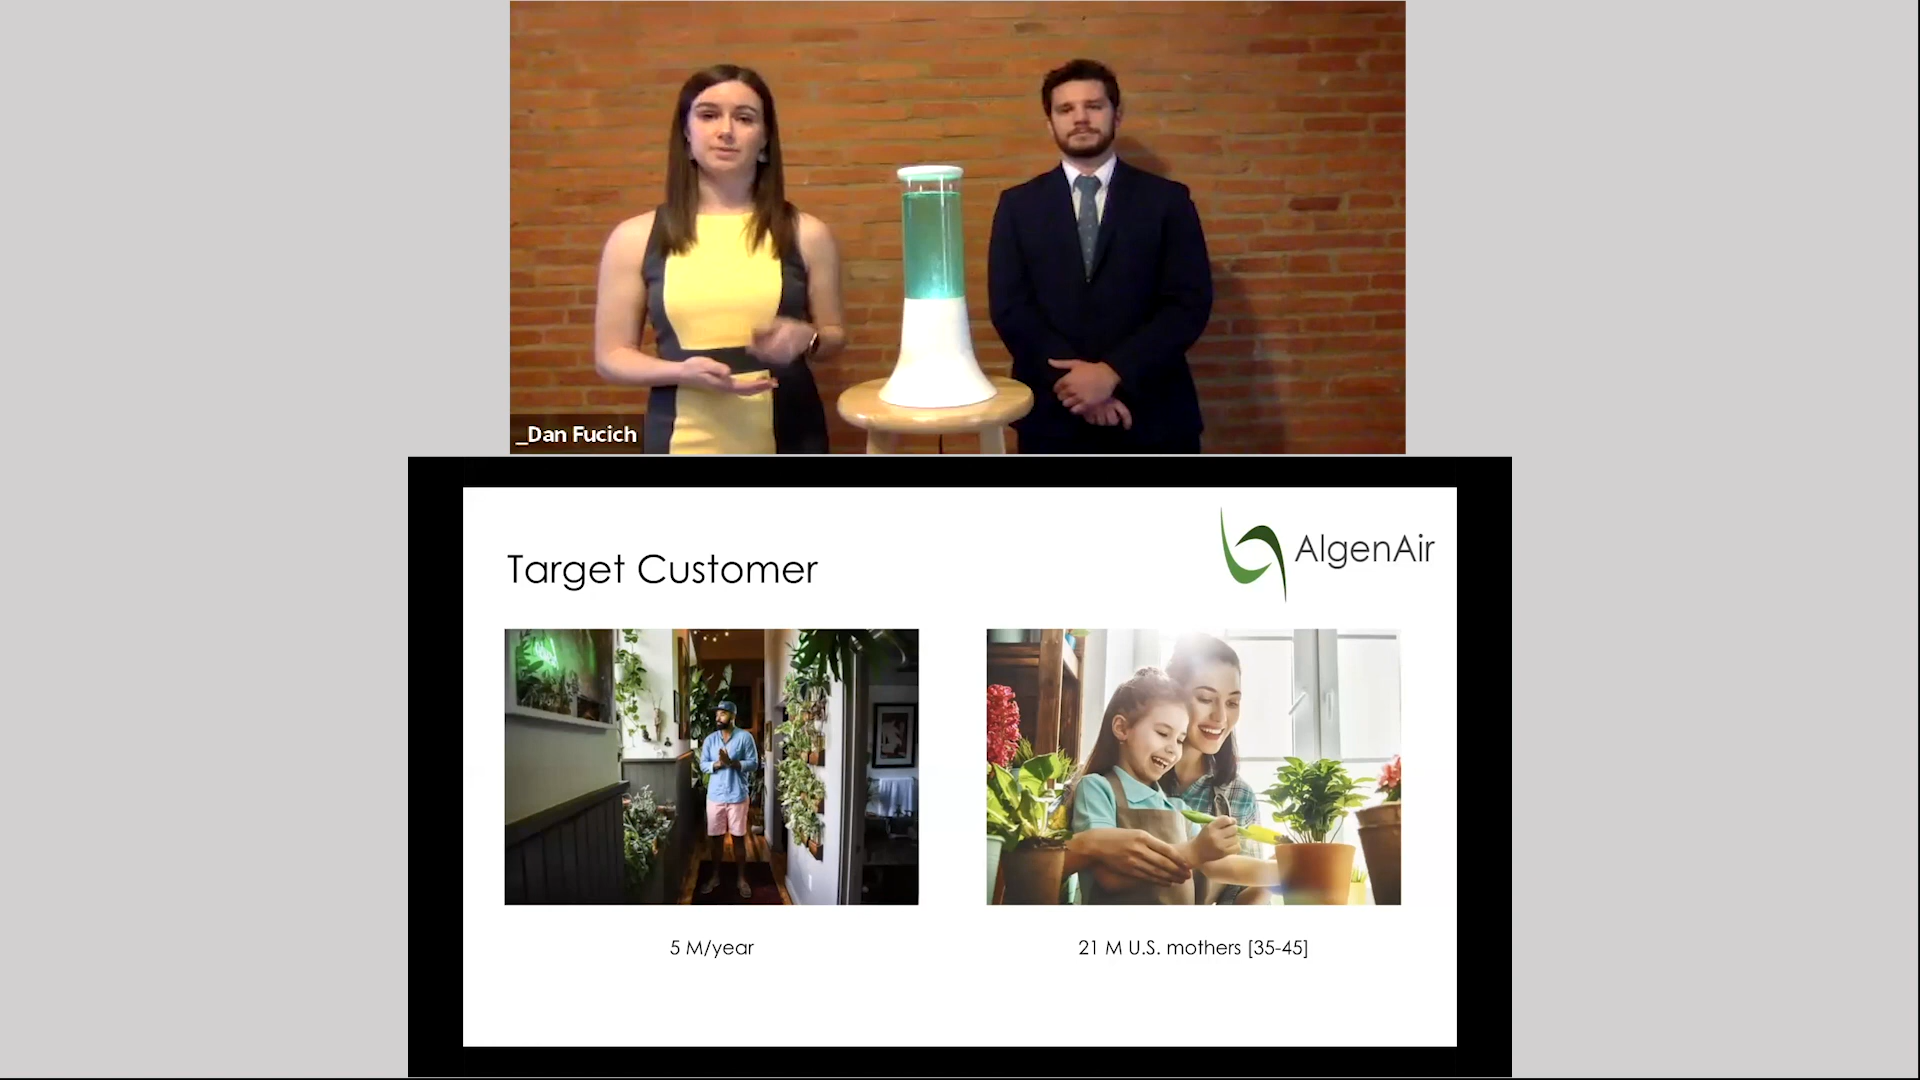 _Dan Fucich
AlgenAir
Target Customer
5 M/year
21 M U.S. mothers [35-45]